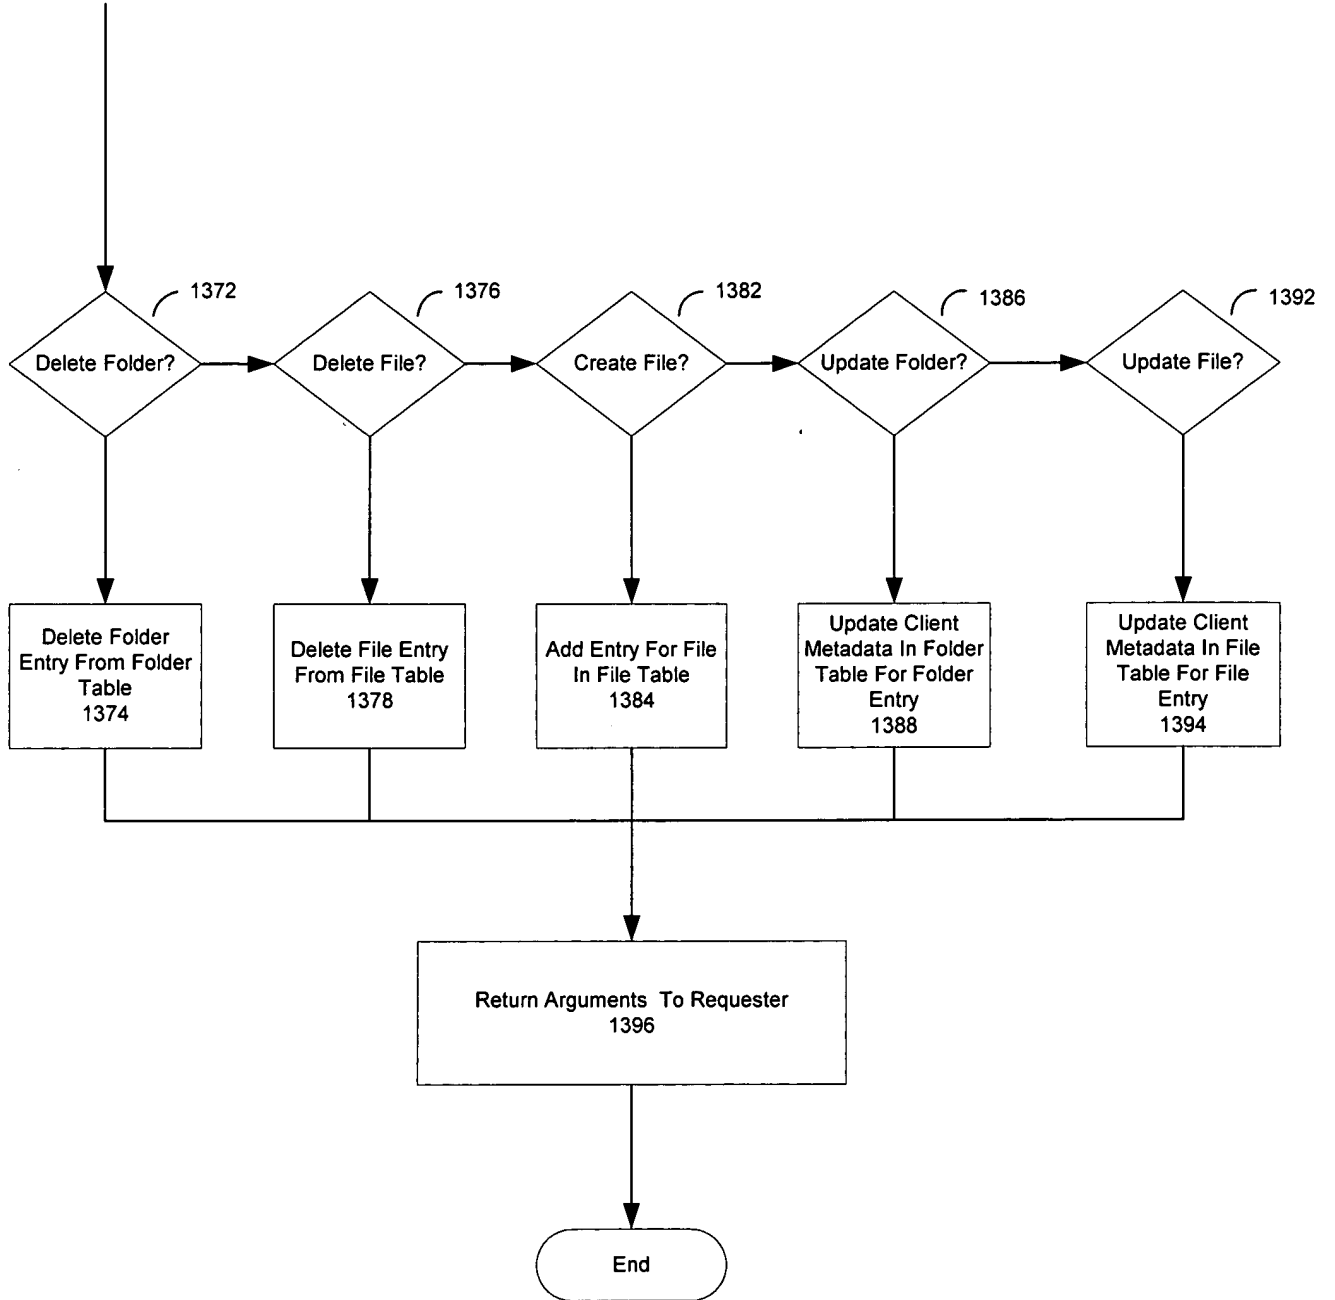 1372
1376
1382
1386
1392
Delete Folder?
Delete File?
Create File?
Update Folder?
Update File?
Delete Folder
Entry From Folder
Table
1374
Delete File Entry
From File Table
1378
Add Entry For File
In File Table
1384
Update Client
Metadata In Folder
Table For Folder
Entry
1388
Update Client
Metadata In File
Table For File
Entry
1394
Return Arguments To Requester
1396
End